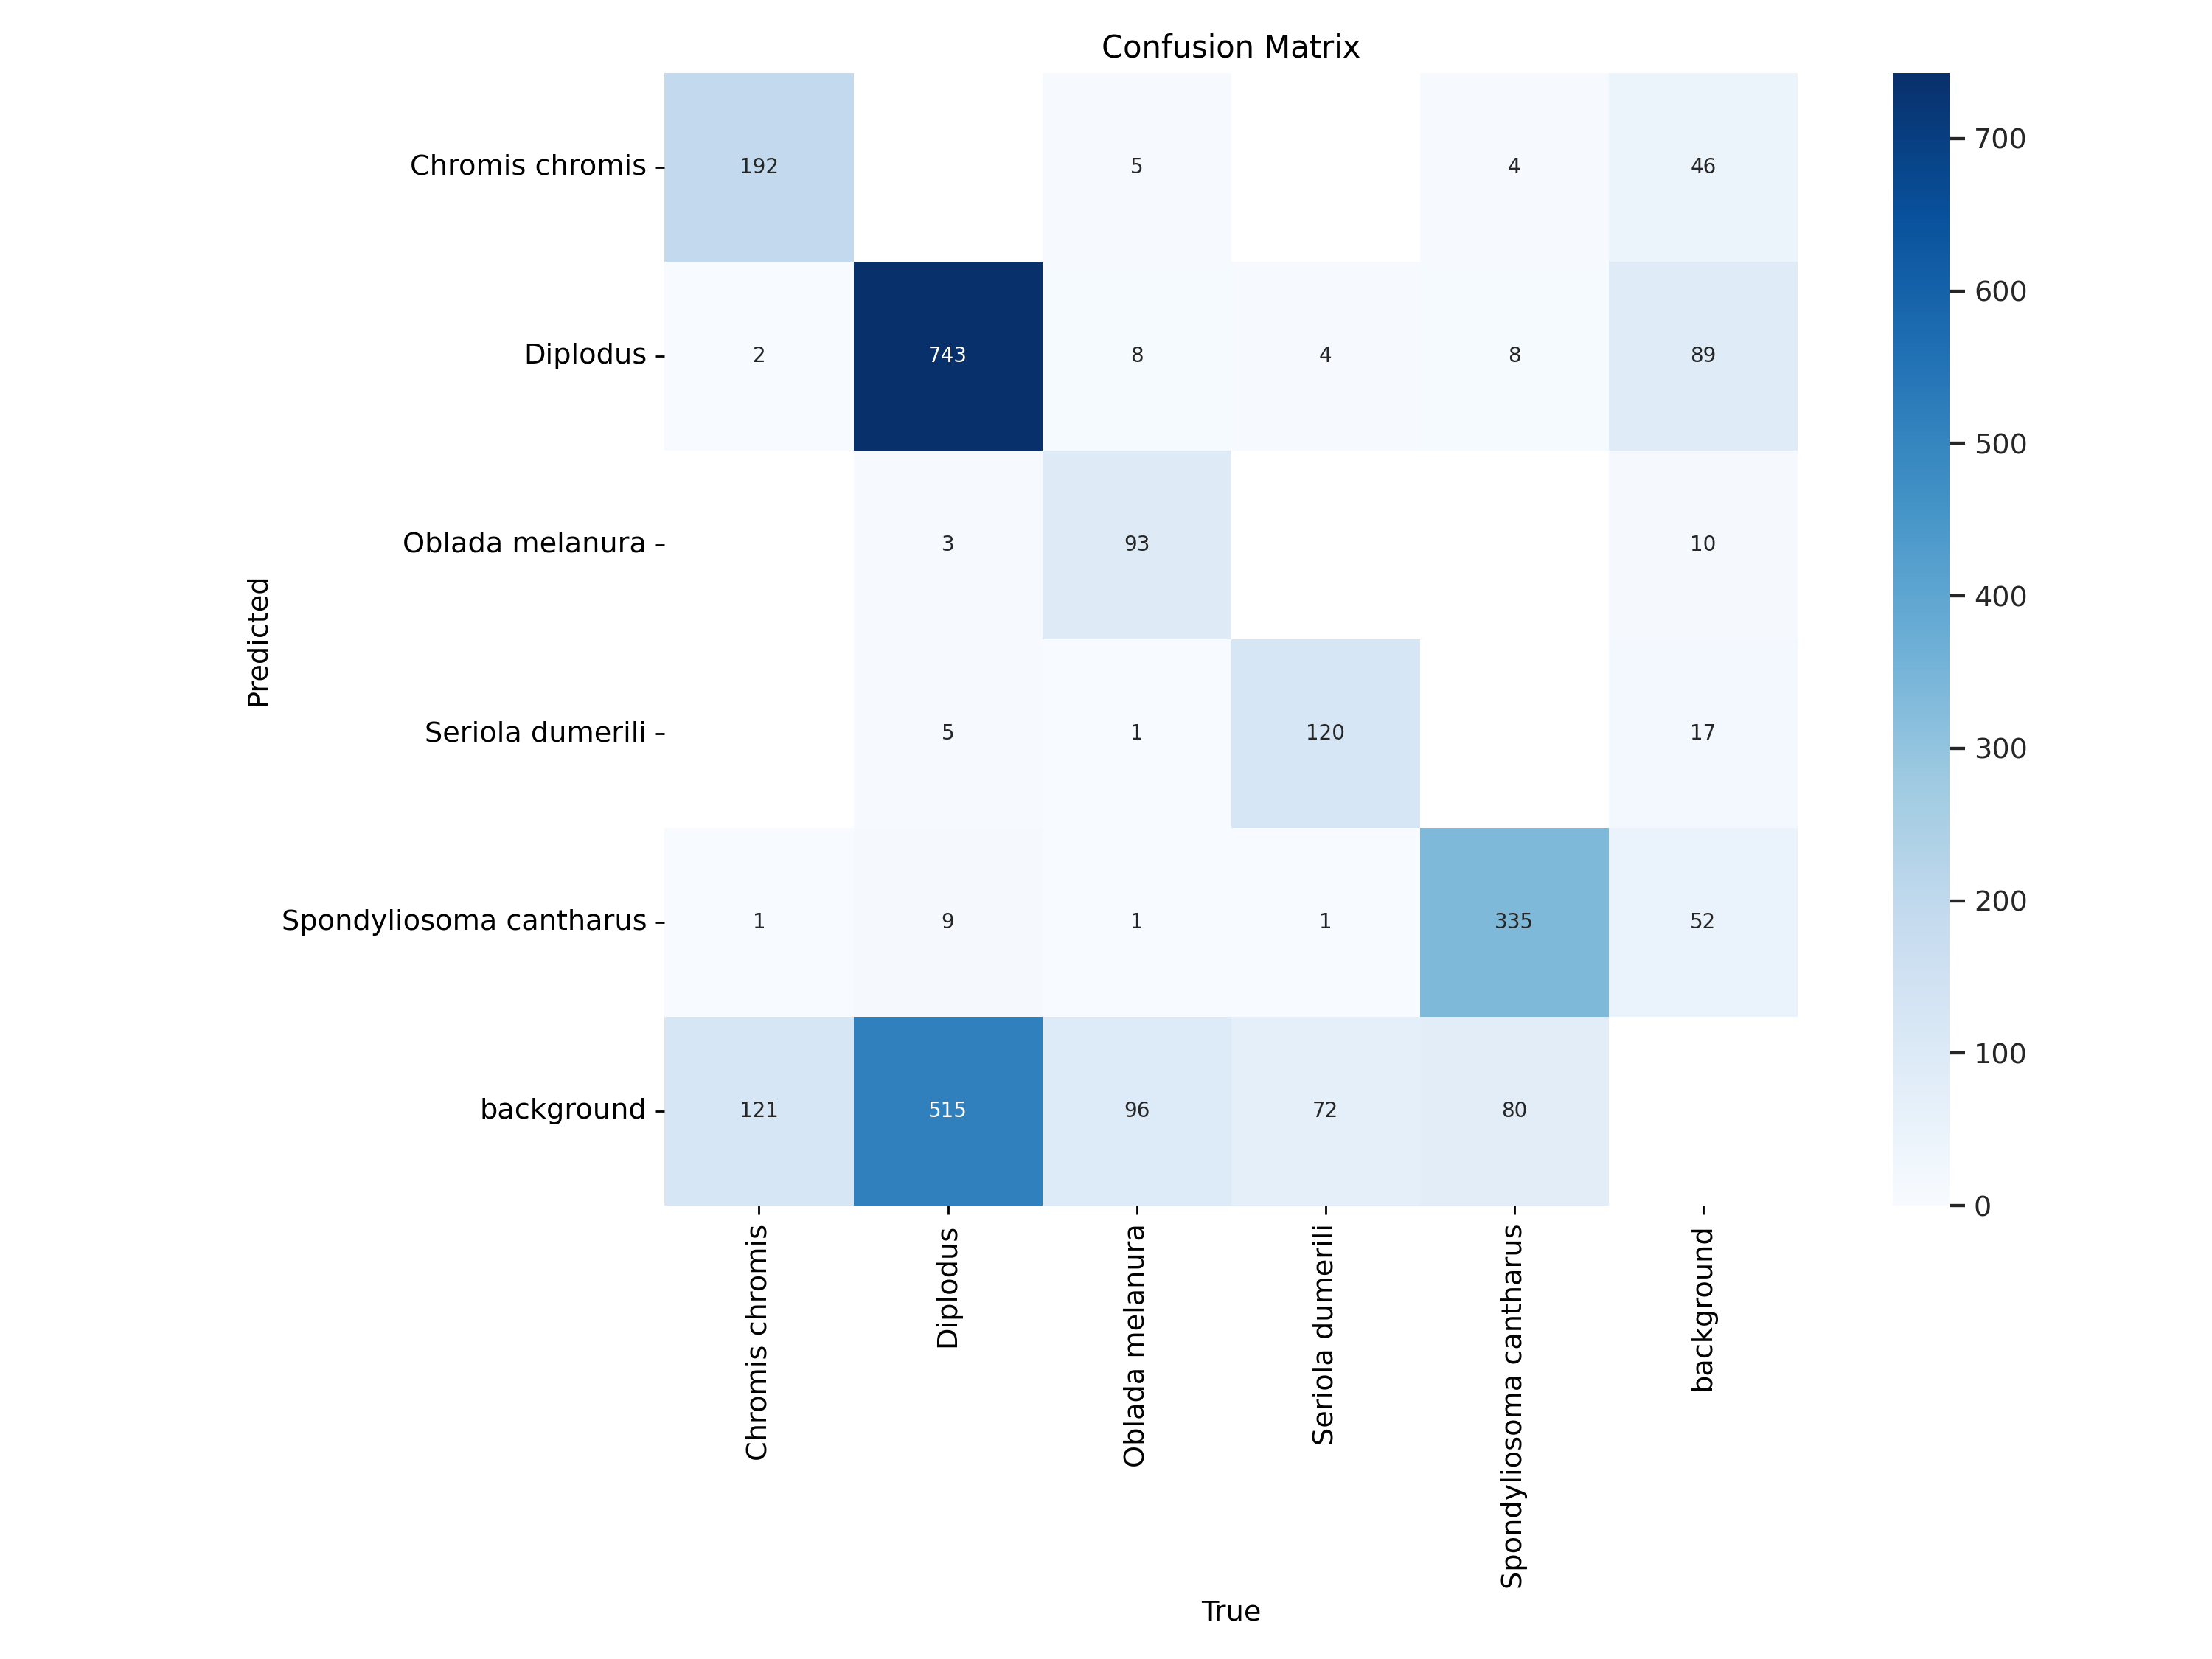 Confusion Matrix
Chromis chromis 192 5 4 46
Diplodus 2 743 8 4 8 89
Oblada melanura 3 93 10
Seriola dumerili 5 1 120 17
Spondyliosoma cantharus 1 9 1 1 335 52
background 121 515 96 72 80
Predicted
Chromis chromis
Diplodus
Oblada melanura
Seriola dumerili
Spondyliosoma cantharus
background
True
700
600
500
400
300
200
100
0